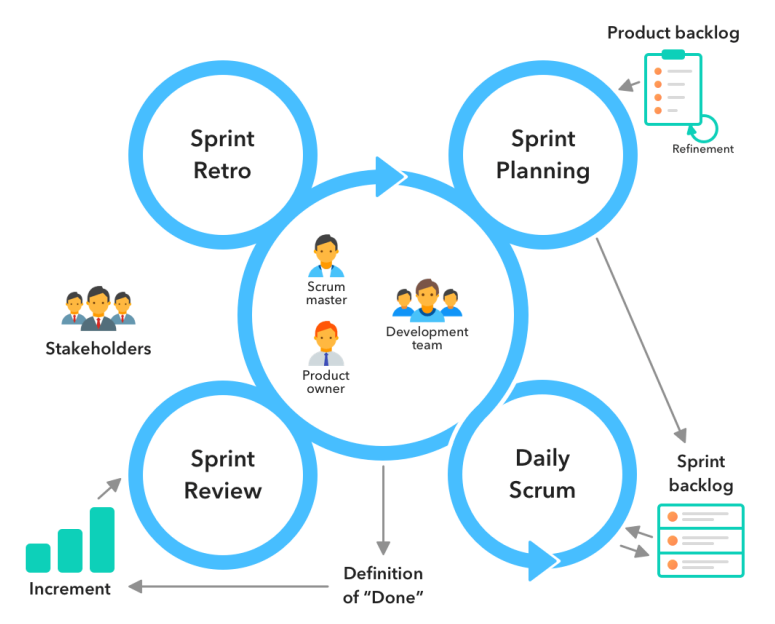 Product backlog
Refinement
Sprint
Retro
Sprint
Planning
Scrum
master
Development
team
Product
owner
Stakeholders
Sprint
Review
Daily
Scrum
Sprint
backlog
Increment
Definition
of “Done”